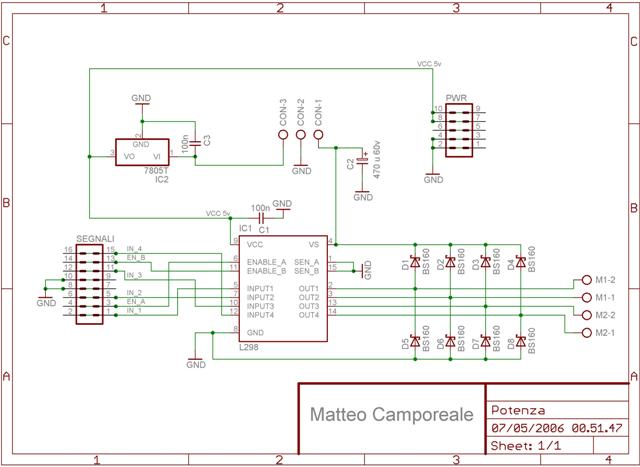 1 2 3 4
C C
VCC 5v
PWR
10 9
8 7
6 5
4 3
2 1
GND
GND
2
GND
3 VO VI 1
7805T
IC2
100n
C3
CON-3
CON-2
CON-1
GND
C2
470 u 60v
GND
B B
VCC 5v
100n
GND
C1
IC1
SEGNALI
16 15 IN_4
14 13 EN_B
12 11
10 9 IN_3
8 7
6 5 IN_2
4 3 EN_A
2 1 IN_1
GND
9 VCC VS 4
6 ENABLE_A SEN_A 1
11 ENABLE_B SEN_B 15
GND
5 INPUT1 OUT1 2
7 INPUT2 OUT2 3
10 INPUT3 OUT3 13
12 INPUT4 OUT4 14
8 GND
L298
GND
D1 BS160
D2 BS160
D3 BS160
D4 BS160
M1-2
M1-1
M2-2
M2-1
D5 BS160
D6 BS160
D7 BS160
D8 BS160
A A
Matteo Camporeale
Potenza
07/05/2006 00.51.47
Sheet: 1/1
1 2 3 4